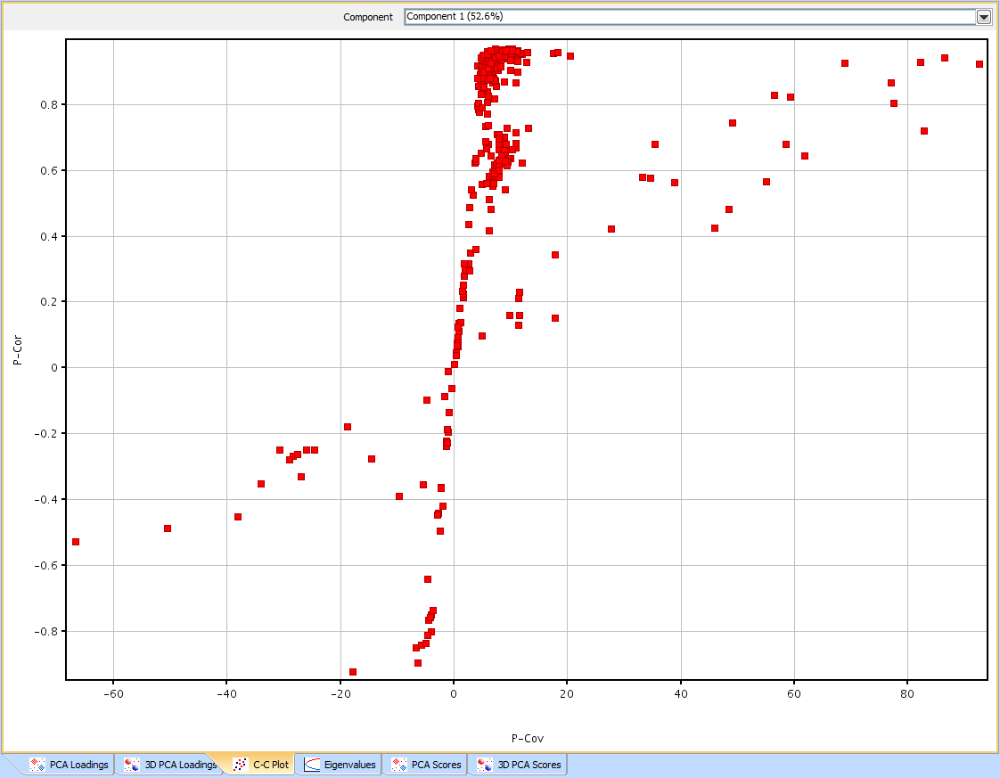 Component Component 1 (52.6%)
0.8
0.6
0.4
0.2
0
-0.2
-0.4
-0.6
-0.8
P-Cor
-60 -40 -20 0 20 40 60 80
P-Cov
PCA Loadings 3D PCA Loadings C-C Plot Eigenvalues PCA Scores 3D PCA Scores